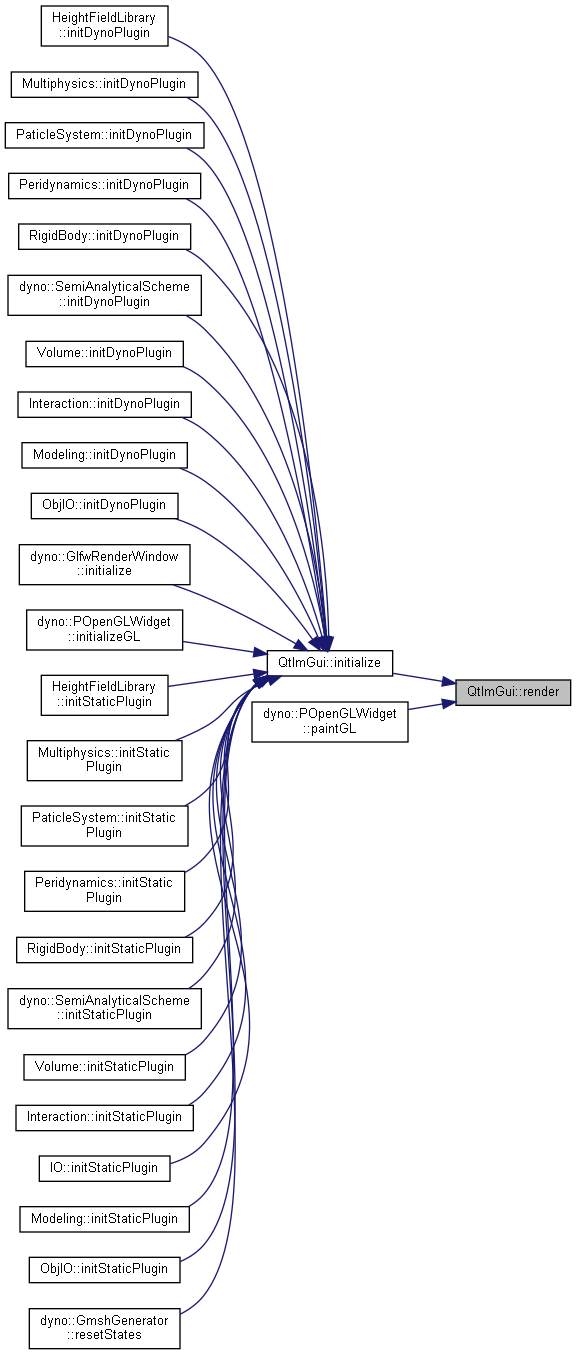 HeightFieldLibrary
::initDynoPlugin
Multiphysics::initDynoPlugin
PaticleSystem::initDynoPlugin
Peridynamics::initDynoPlugin
RigidBody::initDynoPlugin
dyno::SemiAnalyticalScheme
::initDynoPlugin
Volume::initDynoPlugin
Interaction::initDynoPlugin
Modeling::initDynoPlugin
ObjIO::initDynoPlugin
dyno::GlfwRenderWindow
::initialize
dyno::POpenGLWidget
::initializeGL
QtImGui::initialize
QtImGui::render
HeightFieldLibrary
::initStaticPlugin
dyno::POpenGLWidget
::paintGL
Multiphysics::initStatic
Plugin
PaticleSystem::initStatic
Plugin
Peridynamics::initStatic
Plugin
RigidBody::initStaticPlugin
dyno::SemiAnalyticalScheme
::initStaticPlugin
Volume::initStaticPlugin
Interaction::initStaticPlugin
IO::initStaticPlugin
Modeling::initStaticPlugin
ObjIO::initStaticPlugin
dyno::GmshGenerator
::resetStates